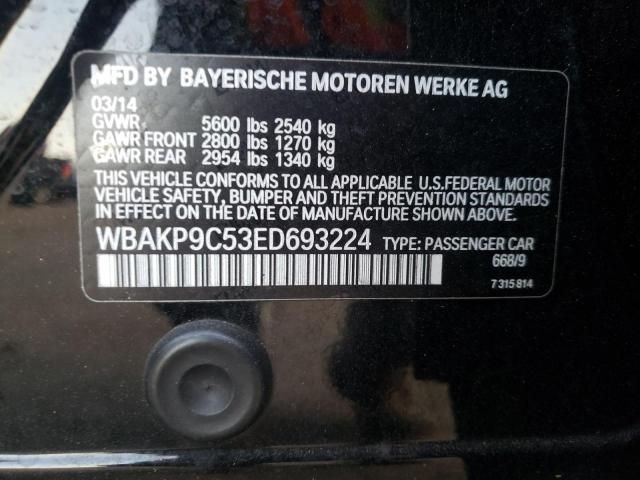 MFD BY BAYERISCHE MOTOREN WERKE AG
03/14
GVWR 5600 lbs 2540 kg
GAWR FRONT 2800 lbs 1270 kg
GAWR REAR 2954 lbs 1340 kg
THIS VEHICLE CONFORMS TO ALL APPLICABLE U.S.FEDERAL MOTOR
VEHICLE SAFETY, BUMPER AND THEFT PREVENTION STANDARDS
IN EFFECT ON THE DATE OF MANUFACTURE SHOWN ABOVE.
WBAKP9C53ED693224 TYPE: PASSENGER CAR
668/9
7 315 814